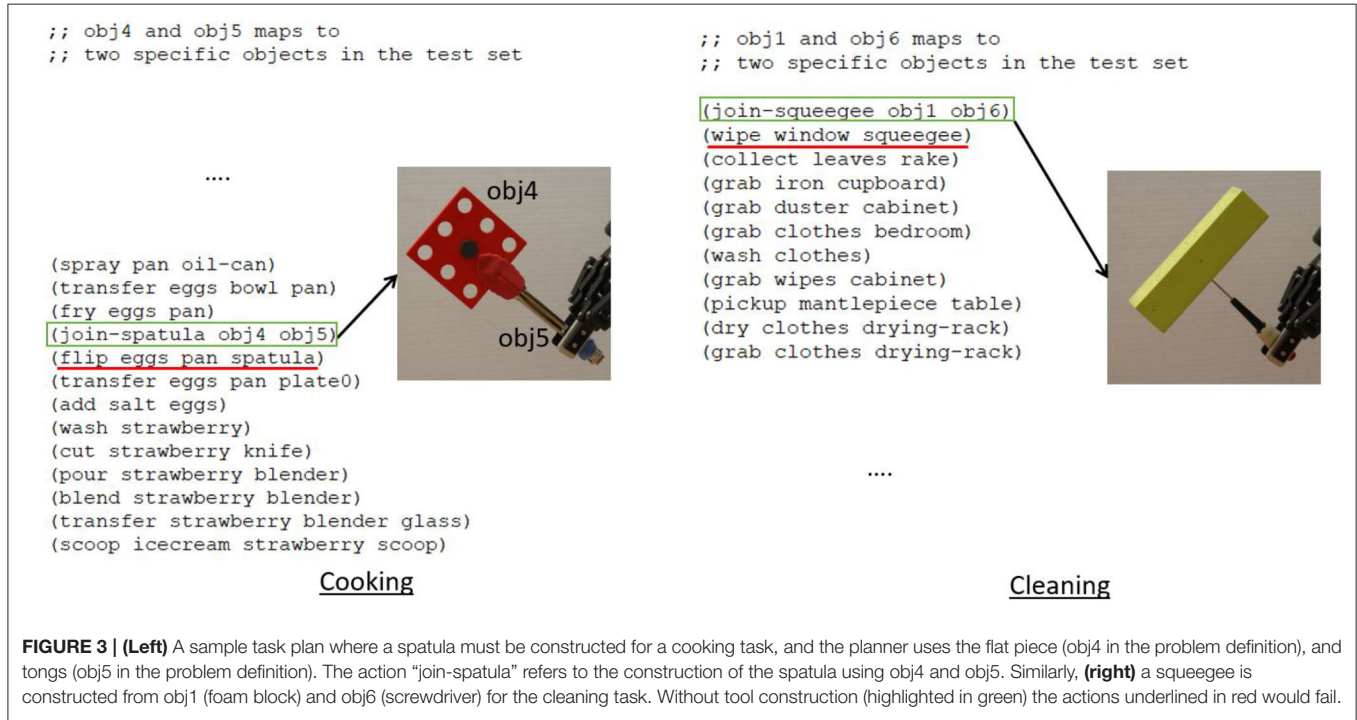 ;; obj4 and obj5 maps to
;; two specific objects in the test set
....
(spray pan oil-can)
(transfer eggs bowl pan)
(fry eggs pan)
(join-spatula obj4 obj5)
(flip eggs pan spatula)
(transfer eggs pan plate0)
(add salt eggs)
(wash strawberry)
(cut strawberry knife)
(pour strawberry blender)
(blend strawberry blender)
(transfer strawberry blender glass)
(scoop icecream strawberry scoop)
obj4
obj5
Cooking
;; obj1 and obj6 maps to
;; two specific objects in the test set
(join-squeegee obj1 obj6)
(wipe window squeegee)
(collect leaves rake)
(grab iron cupboard)
(grab duster cabinet)
(grab clothes bedroom)
(wash clothes)
(grab wipes cabinet)
(pickup mantlepiece table)
(dry clothes drying-rack)
(grab clothes drying-rack)
....
Cleaning
FIGURE 3 | (Left) A sample task plan where a spatula must be constructed for a cooking task, and the planner uses the flat piece (obj4 in the problem definition), and
tongs (obj5 in the problem definition). The action “join-spatula” refers to the construction of the spatula using obj4 and obj5. Similarly, (right) a squeegee is
constructed from obj1 (foam block) and obj6 (screwdriver) for the cleaning task. Without tool construction (highlighted in green) the actions underlined in red would fail.